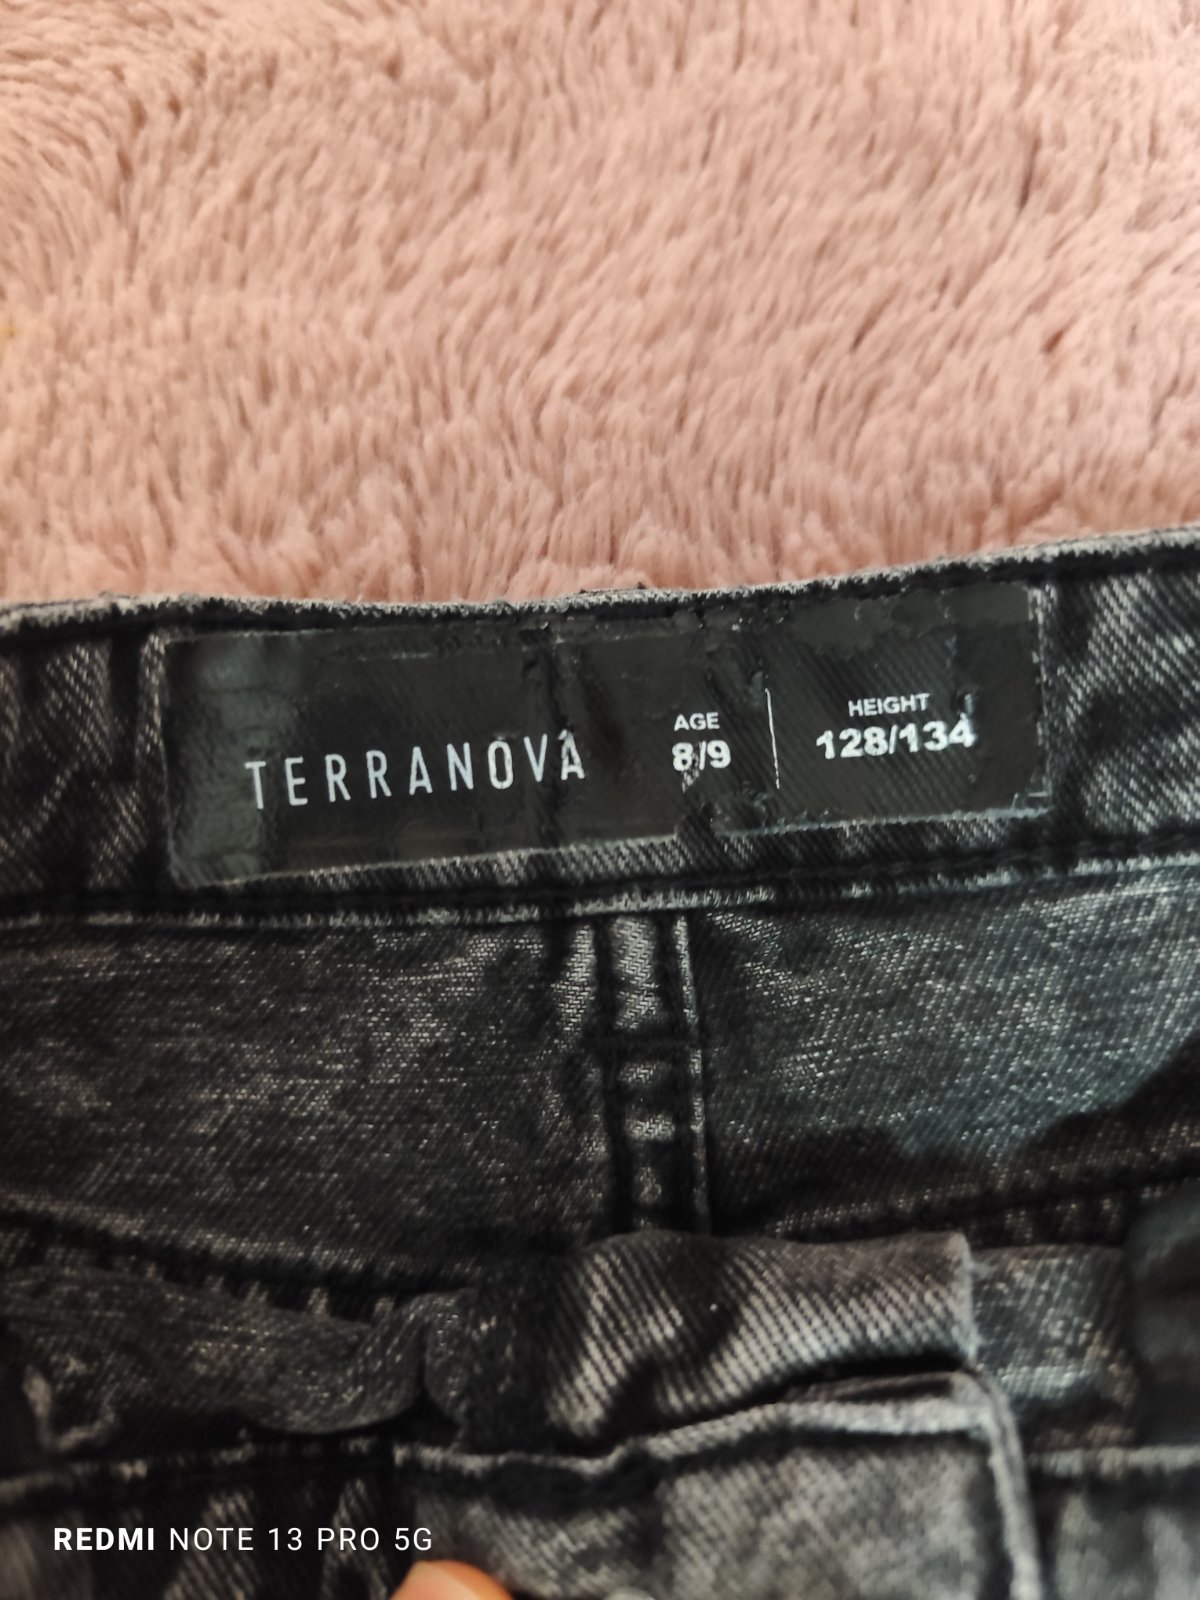 TERRANOVA
AGE
8/9
HEIGHT
128/134
REDMI NOTE 13 PRO 5G